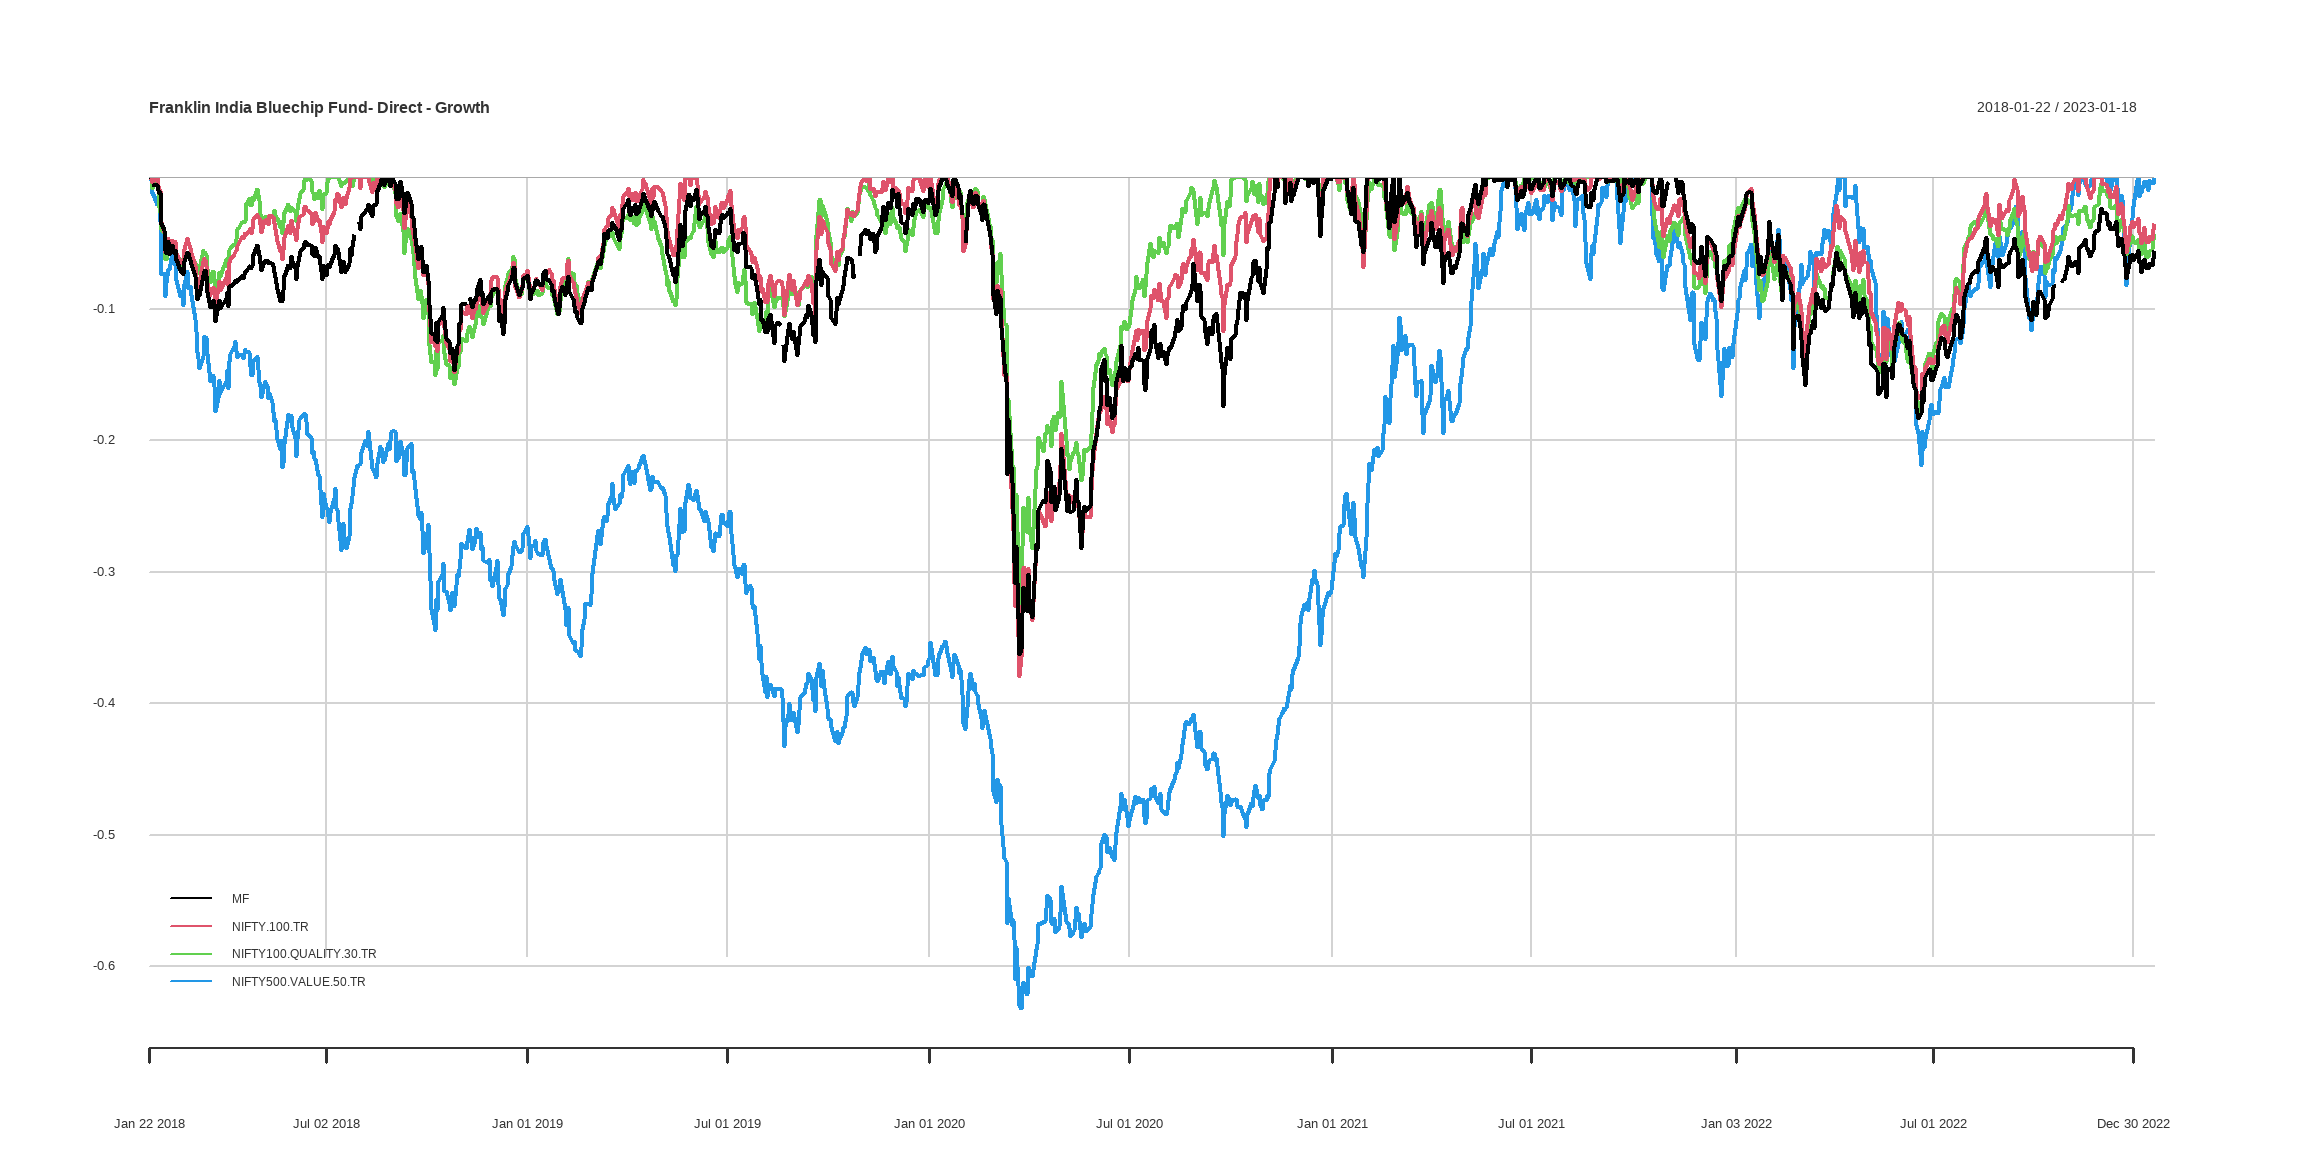 Franklin India Bluechip Fund- Direct - Growth
2018-01-22 / 2023-01-18
-0.1
-0.2
-0.3
-0.4
-0.5
-0.6
MF
NIFTY.100.TR
NIFTY100.QUALITY.30.TR
NIFTY500.VALUE.50.TR
Jan 22 2018
Jul 02 2018
Jan 01 2019
Jul 01 2019
Jan 01 2020
Jul 01 2020
Jan 01 2021
Jul 01 2021
Jan 03 2022
Jul 01 2022
Dec 30 2022